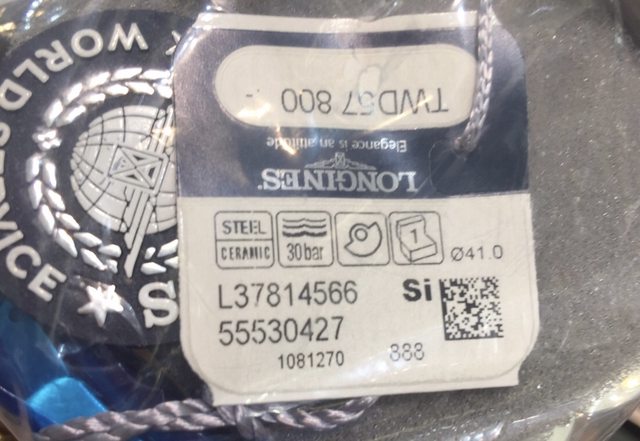 TWD57 800
Elegance is an attitude
LONGINES
STEEL
CERAMIC
30 bar
1
Ø41.0
L37814566
Si
55530427
1081270
888
WORLD SERVICE
S